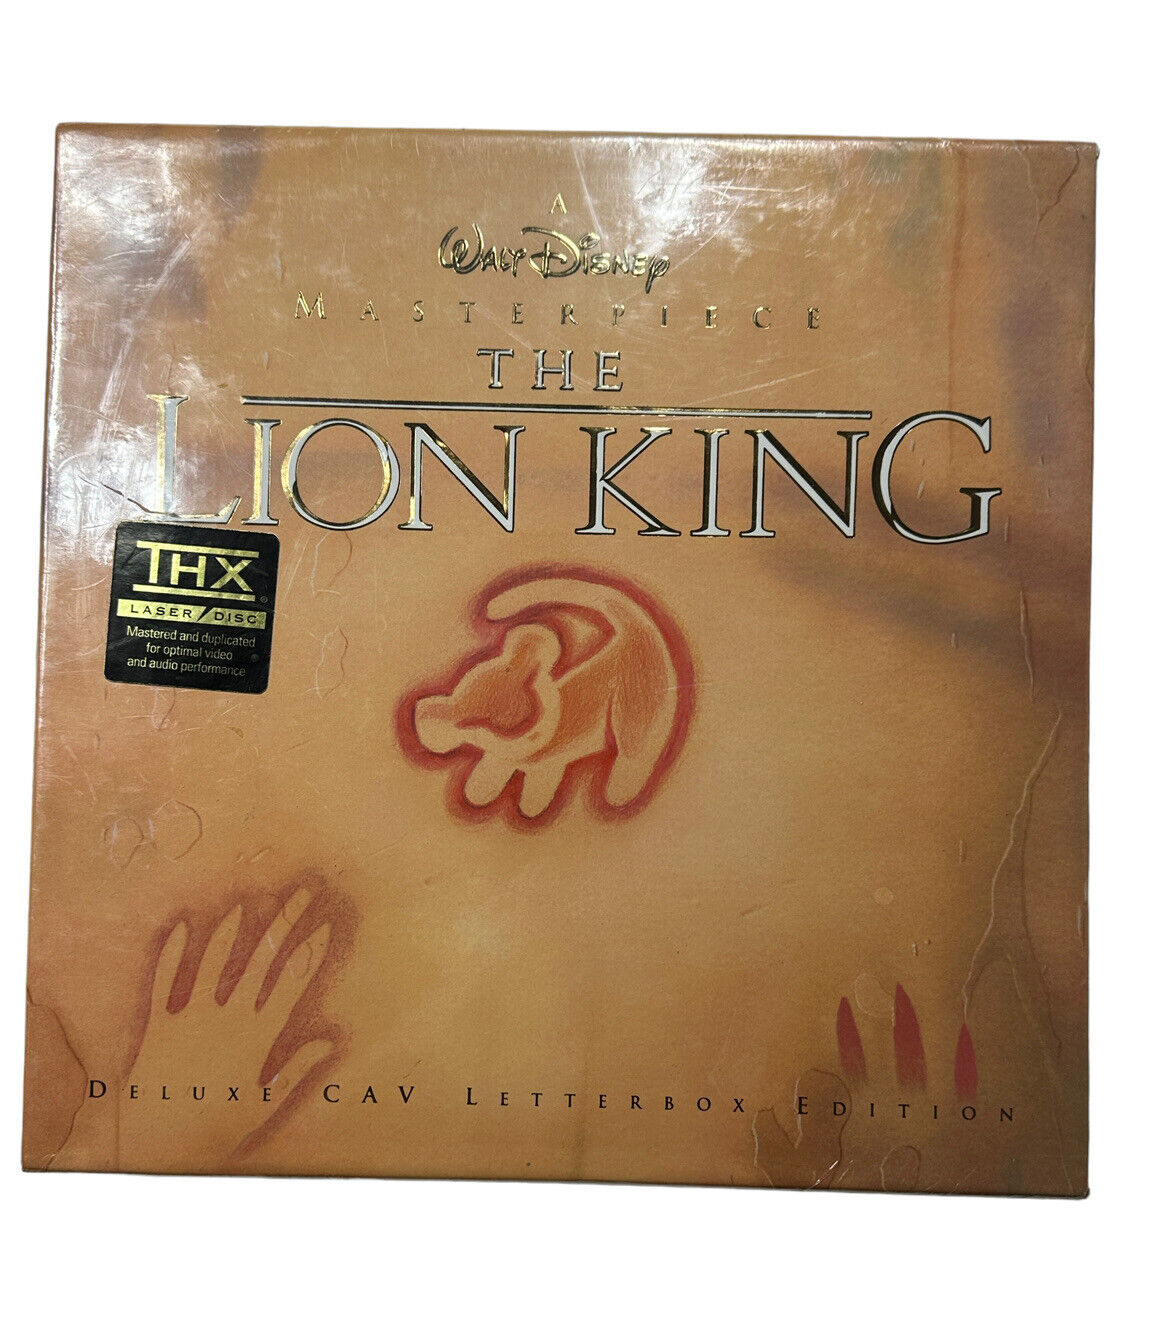 A
WALT DISNEY
MASTERPIECE
THE
LION KING
THX®
LASER/DISC
Mastered and duplicated
for optimal video
and audio performance
DELUXE CAV LETTERBOX EDITION